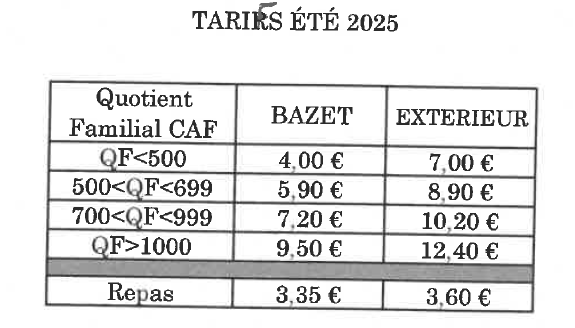 TARIFS ÉTÉ 2025
Quotient
Familial CAF
BAZET
EXTERIEUR
QF<500
4,00 €
7,00 €
500<QF<699
5,90 €
8,90 €
700<QF<999
7,20 €
10,20 €
QF>1000
9,50 €
12,40 €
Repas
3,35 €
3,60 €